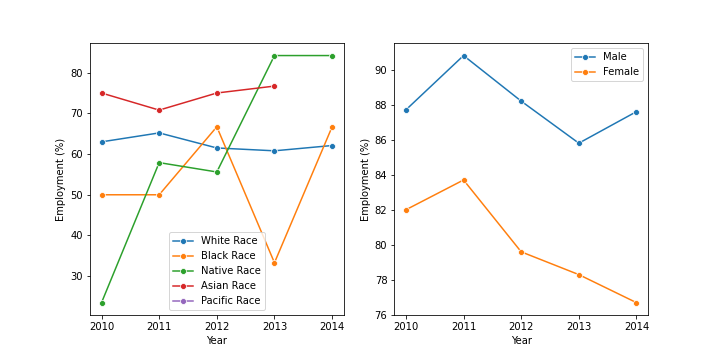 80
70
60
50
40
30
Employment (%)
White Race
Black Race
Native Race
Asian Race
Pacific Race
2010 2011 2012 2013 2014
Year
90
88
86
84
82
80
78
76
Employment (%)
Male
Female
2010 2011 2012 2013 2014
Year